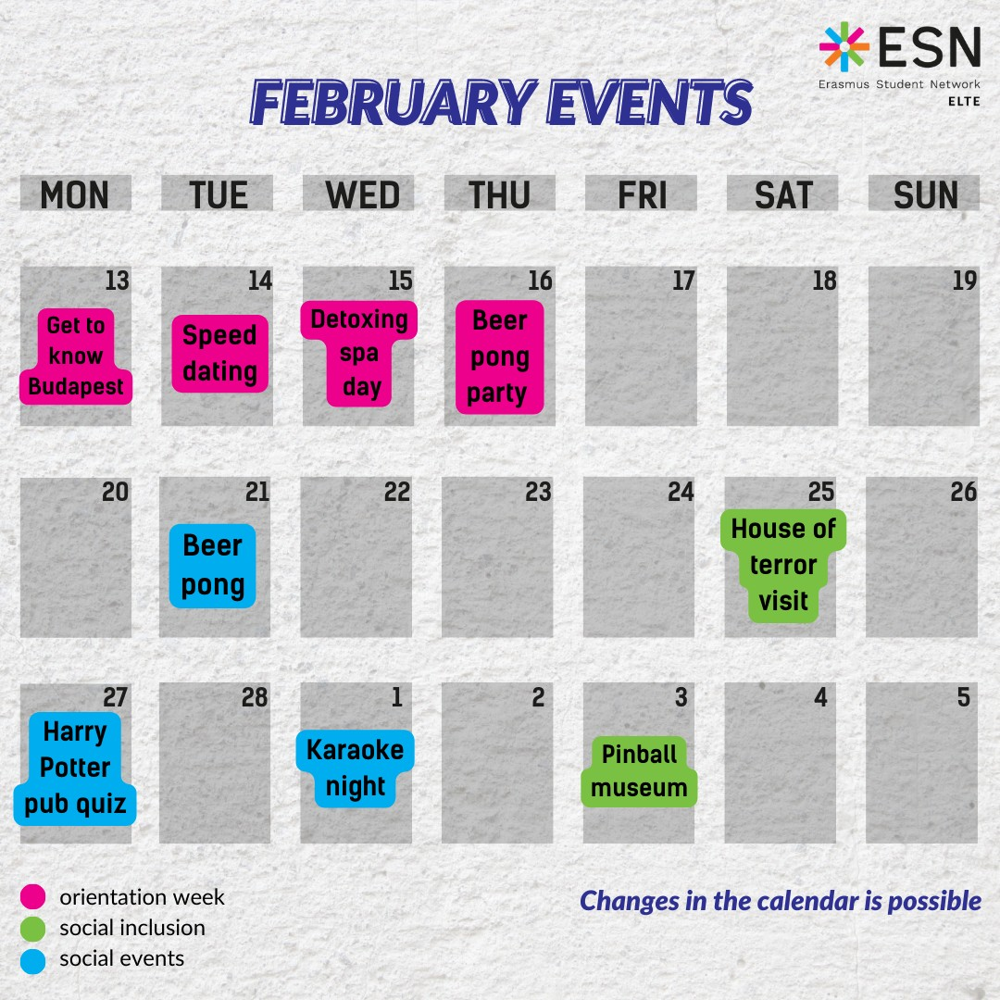 ESN
Erasmus Student Network
ELTE
FEBRUARY EVENTS
MON TUE WED THU FRI SAT SUN
13 14 15 16 17 18 19
Get to
know
Budapest
Speed
dating
Detoxing
spa
day
Beer
pong
party
20 21 22 23 24 25 26
Beer
pong
House of
terror
visit
27 28 1 2 3 4 5
Harry
Potter
pub quiz
Karaoke
night
Pinball
museum
orientation week
social inclusion
social events
Changes in the calendar is possible